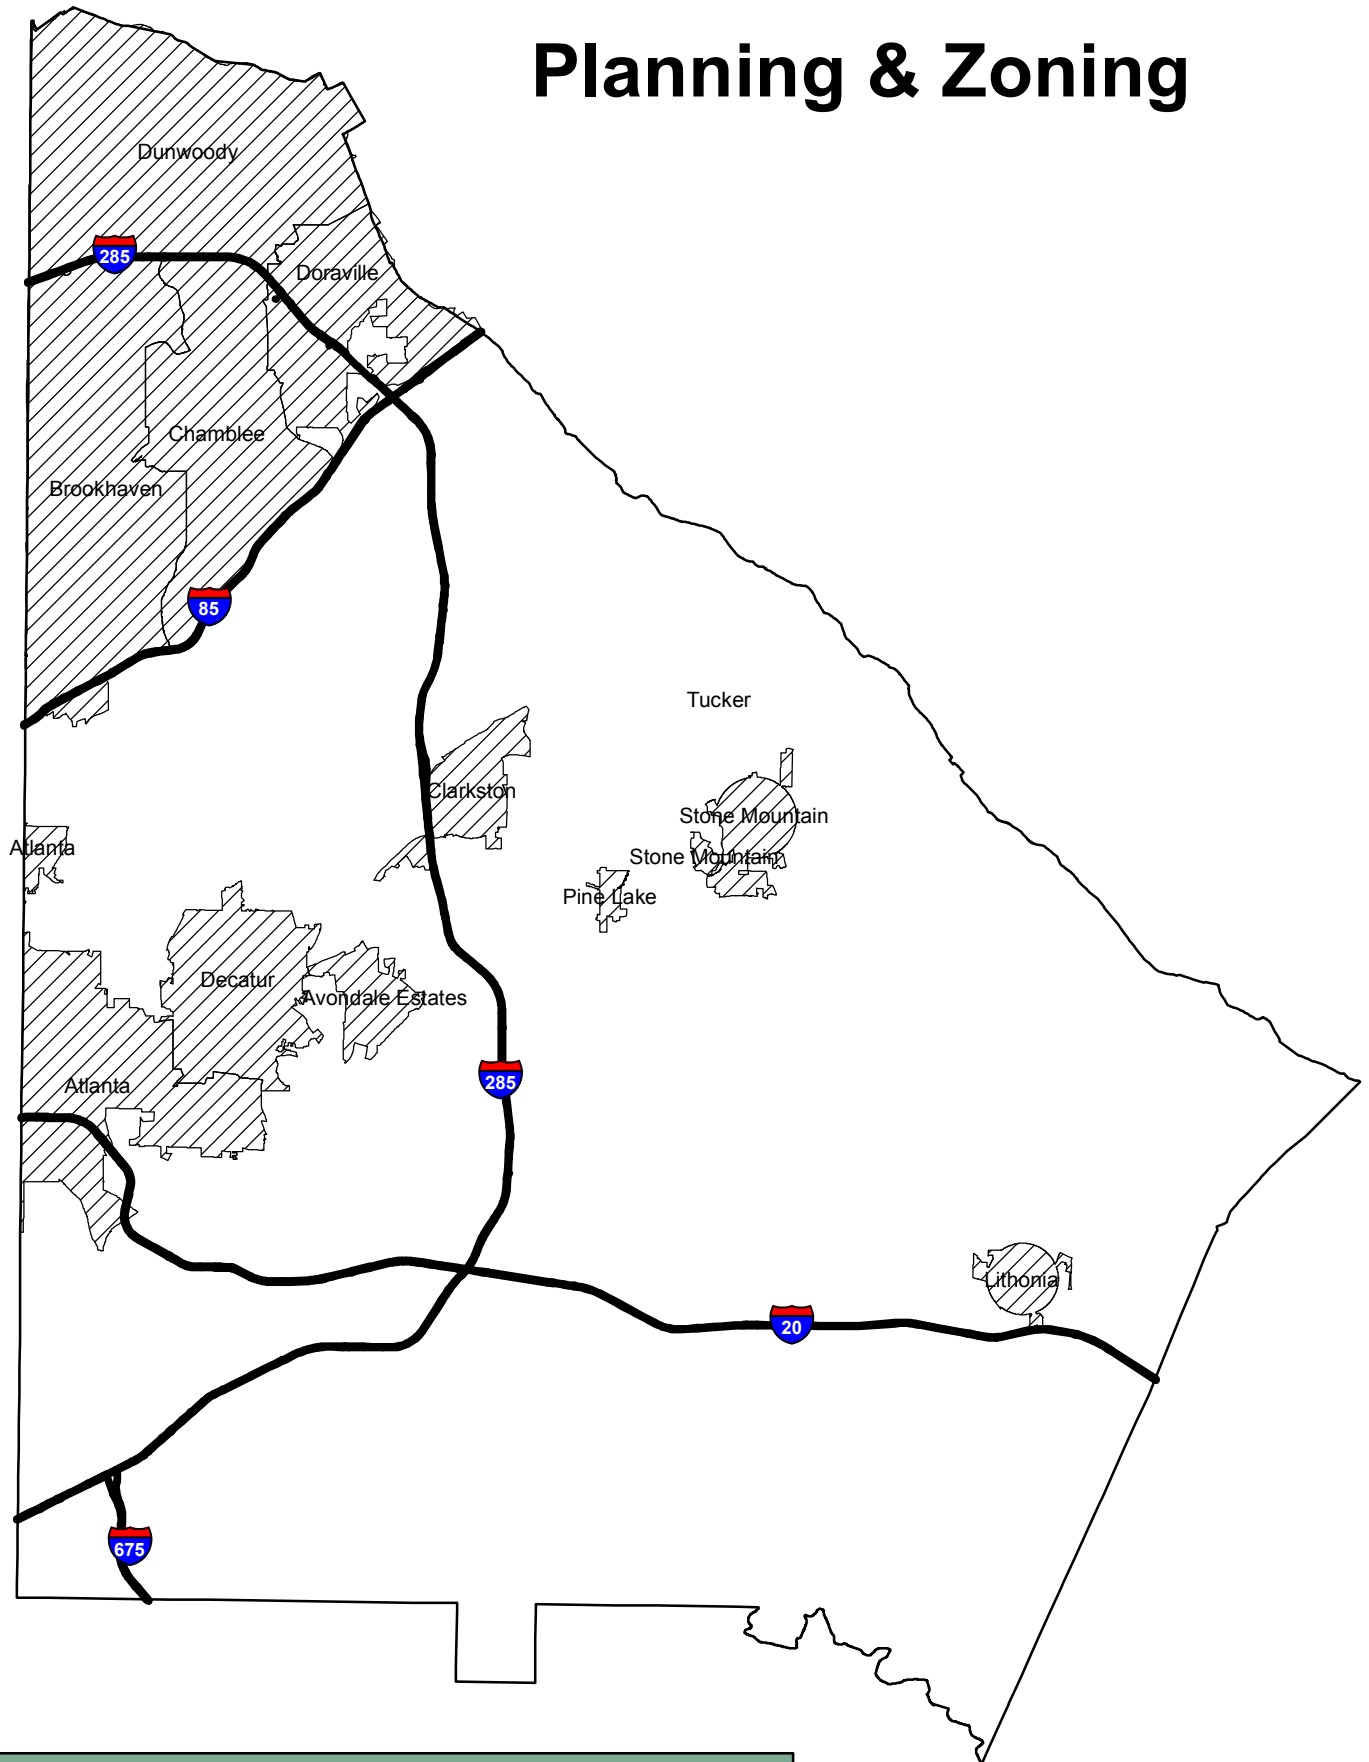 Planning & Zoning
Dunwoody
285
Doraville
Chamblee
Brookhaven
85
Tucker
Clarkston
Stone Mountain
Atlanta
Stone Mountain
Pine Lake
Decatur
Avondale Estates
285
Atlanta
Lithonia
20
675